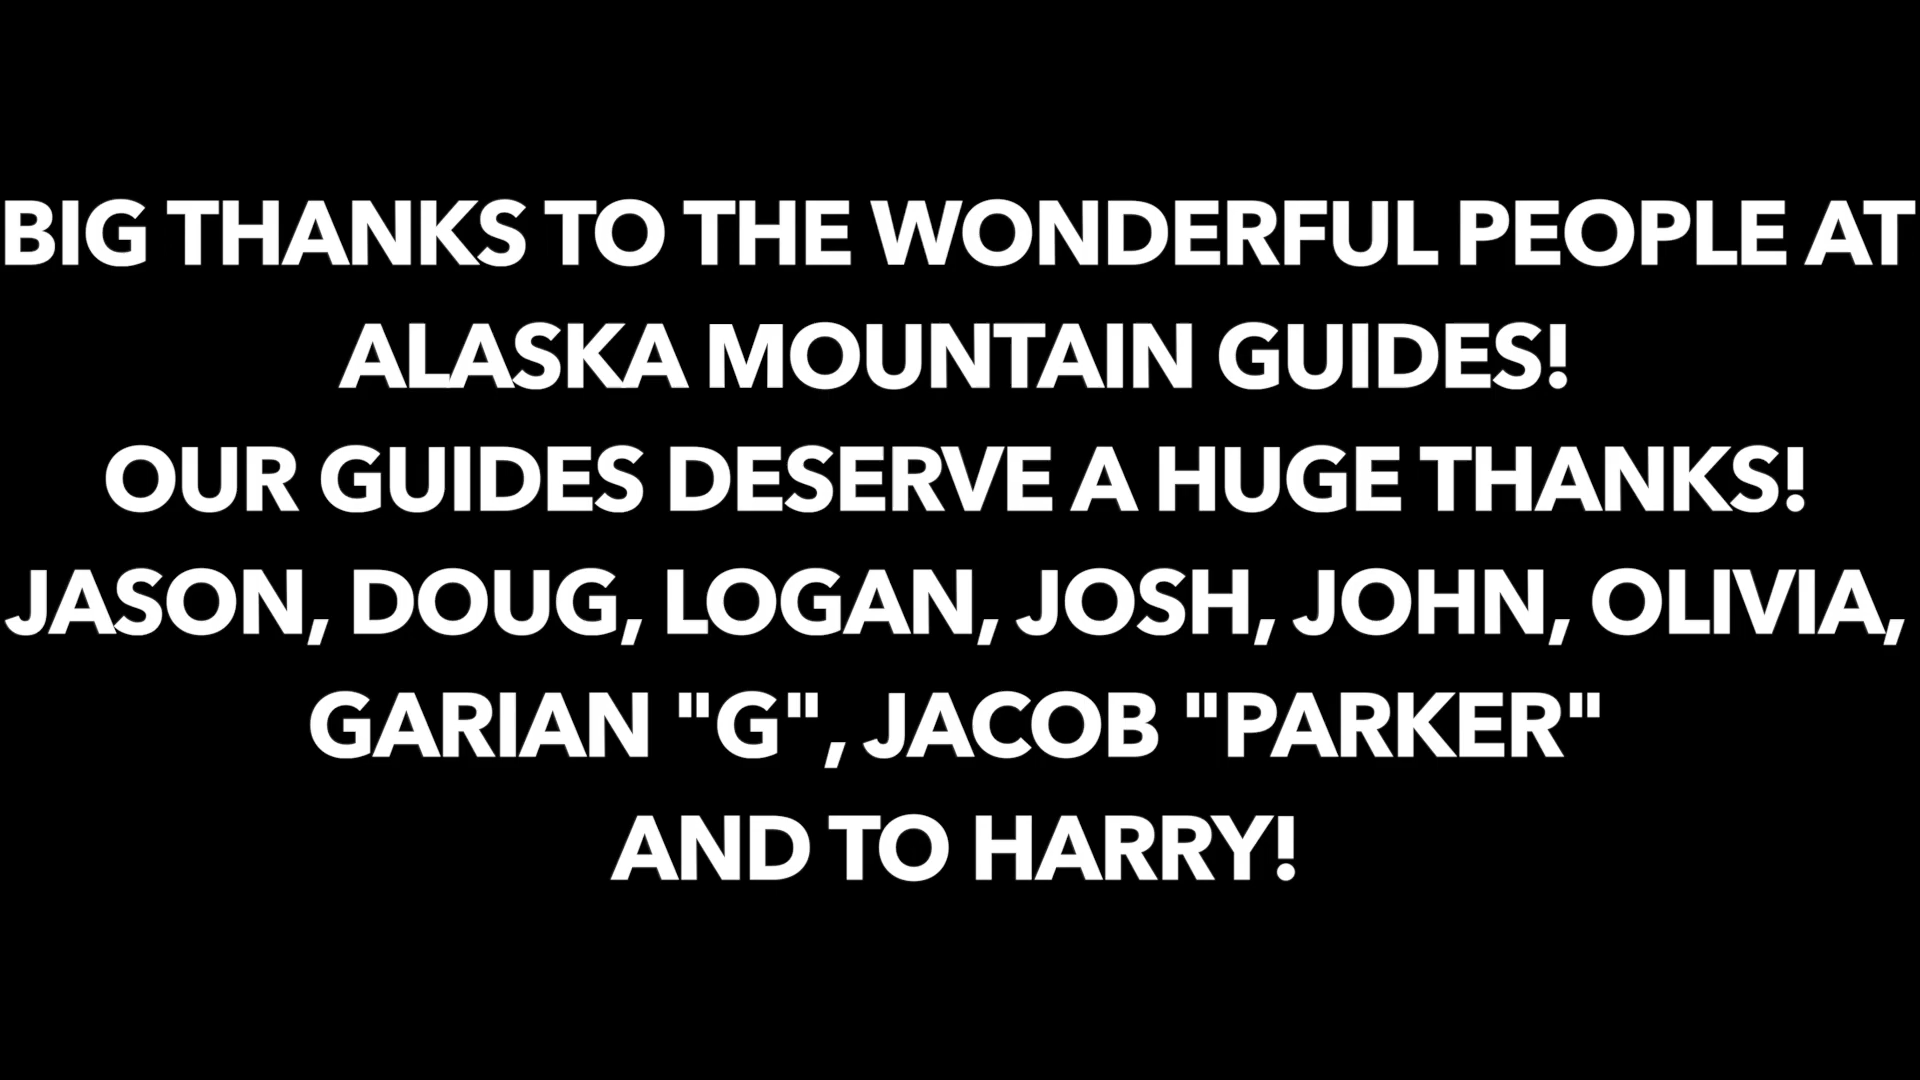 BIG THANKS TO THE WONDERFUL PEOPLE AT
ALASKA MOUNTAIN GUIDES!
OUR GUIDES DESERVE A HUGE THANKS!
JASON, DOUG, LOGAN, JOSH, JOHN, OLIVIA,
GARIAN "G", JACOB "PARKER"
AND TO HARRY!